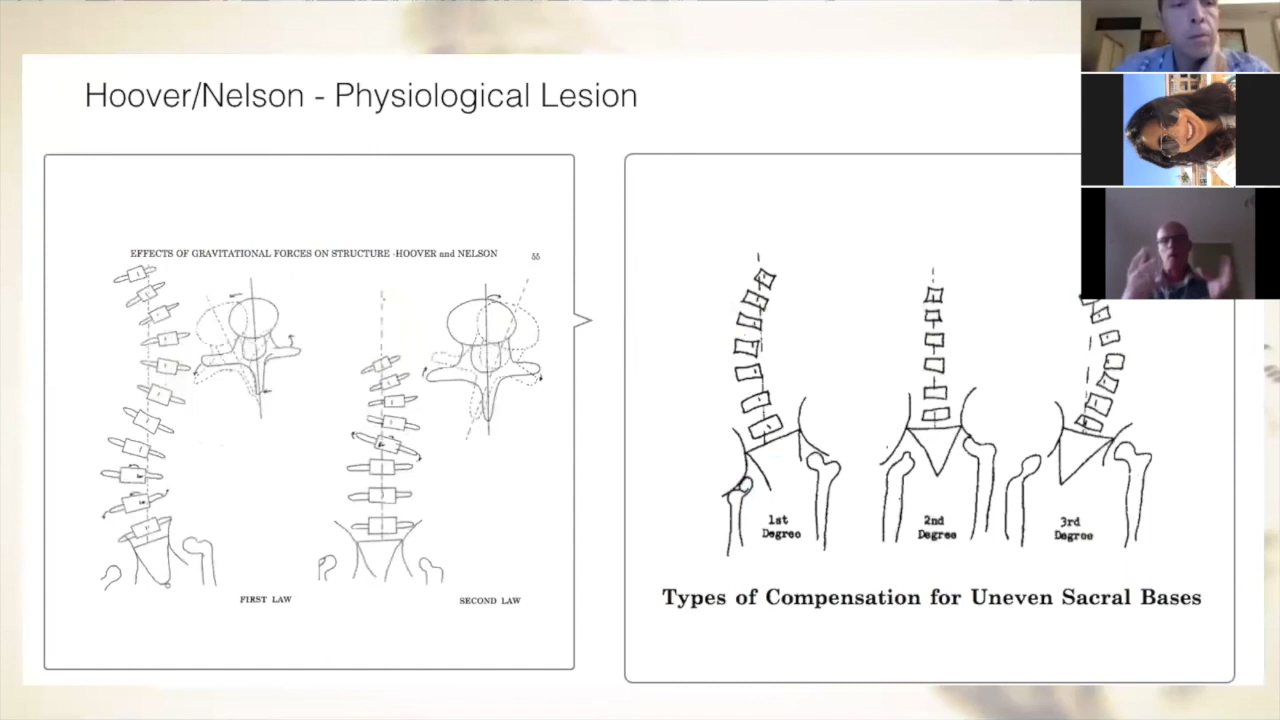 Hoover/Nelson - Physiological Lesion
EFFECTS OF GRAVITATIONAL FORCES ON STRUCTURE -HOOVER and NELSON
55
FIRST LAW
SECOND LAW
1st
Degree
2nd
Degree
3rd
Degree
Types of Compensation for Uneven Sacral Bases